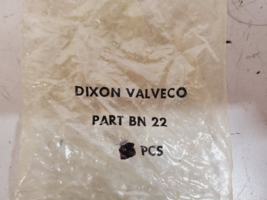 DIXON VALVECO
PART BN 22
PCS